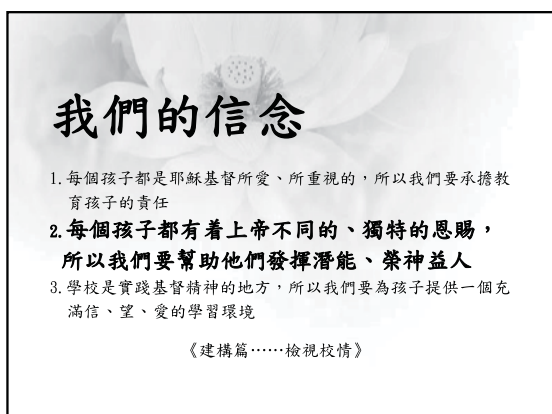 我們的信念
1.每個孩子都是耶穌基督所愛、所重視的，所以我們要承擔教
育孩子的責任
2.每個孩子都有着上帝不同的、獨特的恩賜，
所以我們要幫助他們發揮潛能、榮神益人
3.學校是實踐基督精神的地方，所以我們要為孩子提供一個充
滿信、望、愛的學習環境
《建構篇……檢視校情》